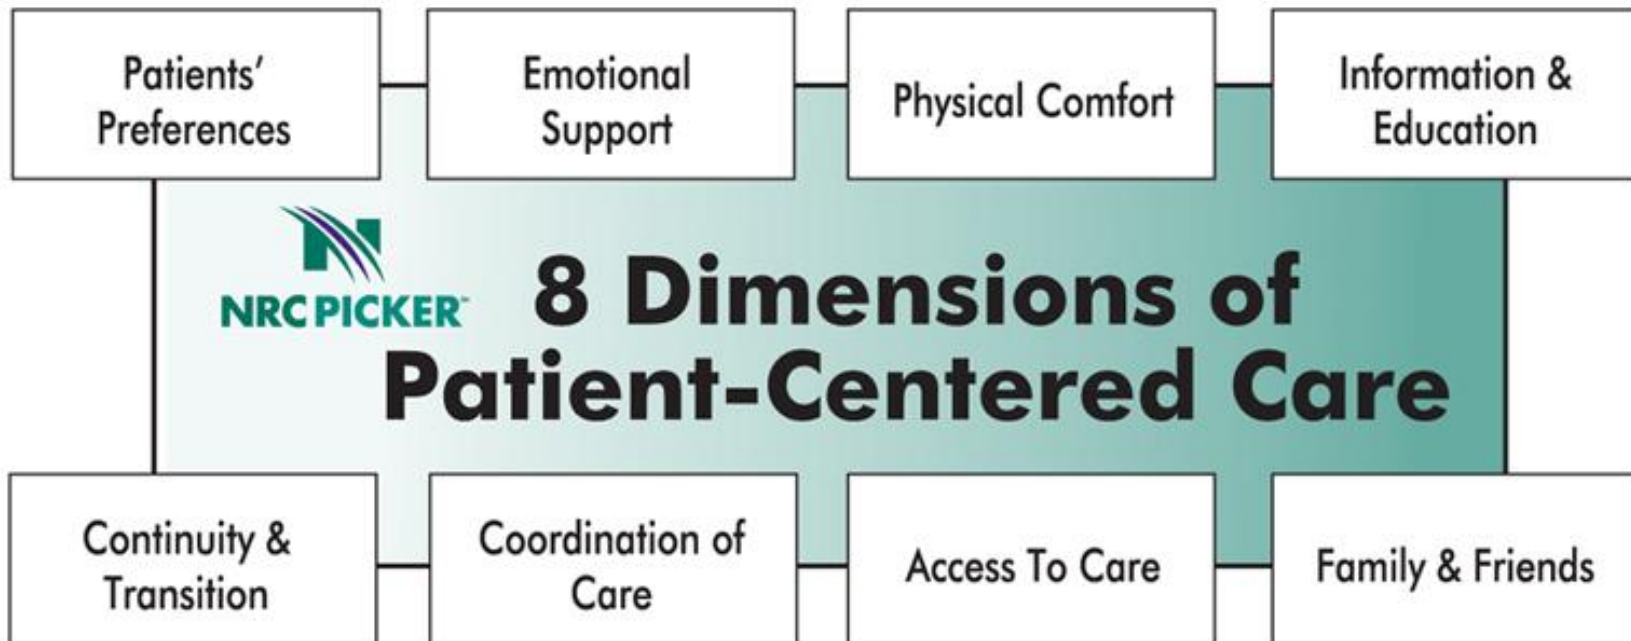 Patients’
Preferences
Emotional
Support
Physical Comfort
Information &
Education
NRC PICKER™
8 Dimensions of
Patient-Centered Care
Continuity &
Transition
Coordination of
Care
Access To Care
Family & Friends